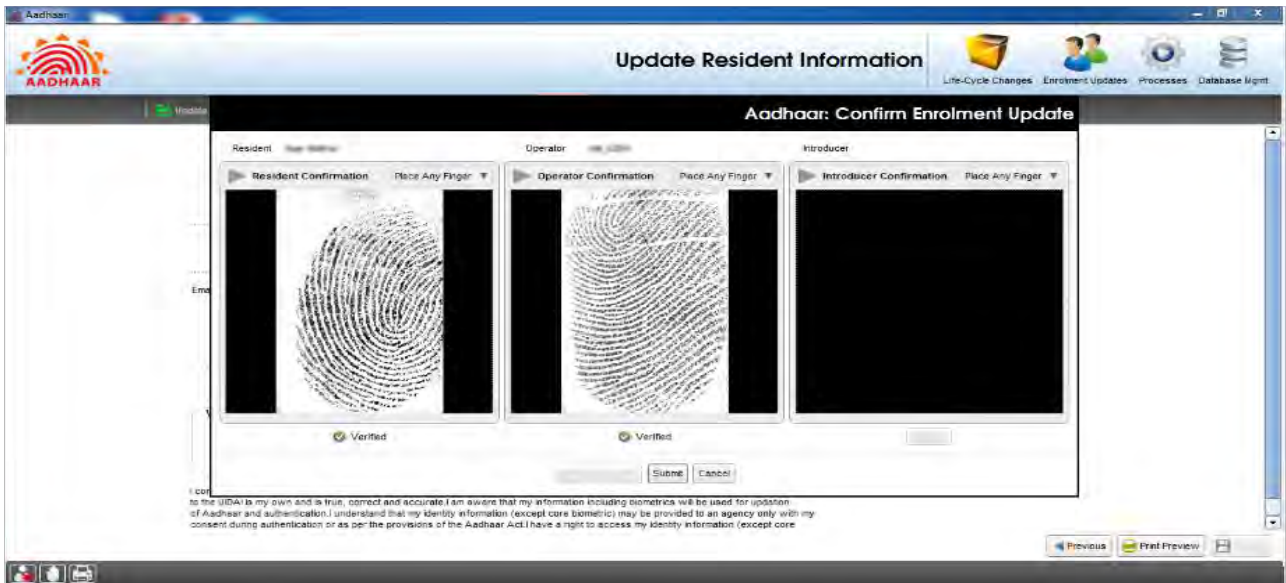 Aadhaar
AADHAAR
Update Resident Information
Life-Cycle Changes
Enrolment Updates
Processes
Database Mgmt
Update
Aadhaar: Confirm Enrolment Update
Resident
Operator
Introducer
Resident Confirmation Place Any Finger
Operator Confirmation Place Any Finger
Introducer Confirmation Place Any Finger
Ema
Verified
Verified
Submit
Cancel
I con
to the UIDAI is my own and is true, correct and accurate.I am aware that my information including biometrics will be used for updation
of Aadhaar and authentication.I understand that my identity information (except core biometric) may be provided to an agency only with my
consent during authentication or as per the provisions of the Aadhaar Act.I have a right to access my identity information (except core
Previous
Print Preview